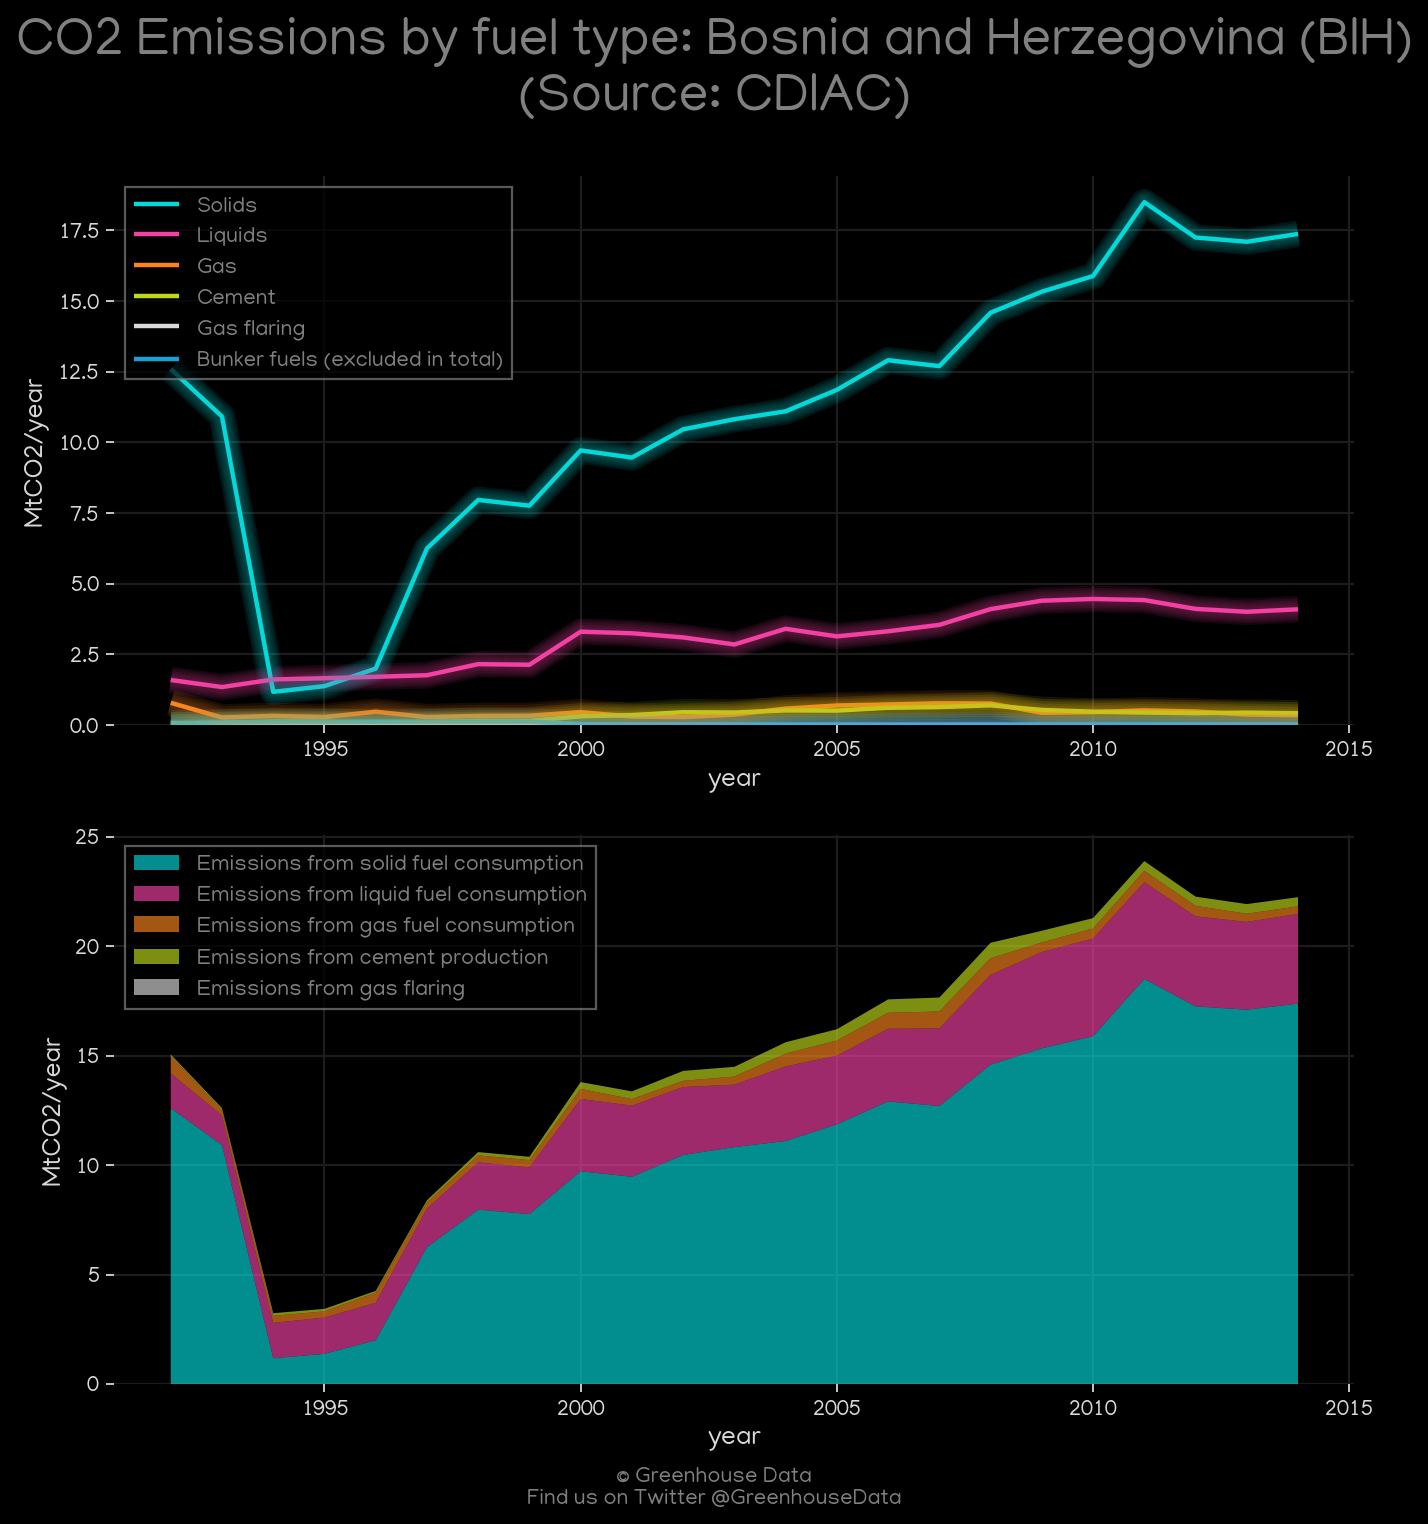 CO2 Emissions by fuel type: Bosnia and Herzegovina (BIH)
(Source: CDIAC)
Solids
Liquids
Gas
Cement
Gas flaring
Bunker fuels (excluded in total)
17.5
15.0
12.5
10.0
7.5
5.0
2.5
0.0
MtCO2/year
1995
2000
2005
2010
2015
year
Emissions from solid fuel consumption
Emissions from liquid fuel consumption
Emissions from gas fuel consumption
Emissions from cement production
Emissions from gas flaring
25
20
15
10
5
0
MtCO2/year
1995
2000
2005
2010
2015
year
© Greenhouse Data
Find us on Twitter @GreenhouseData